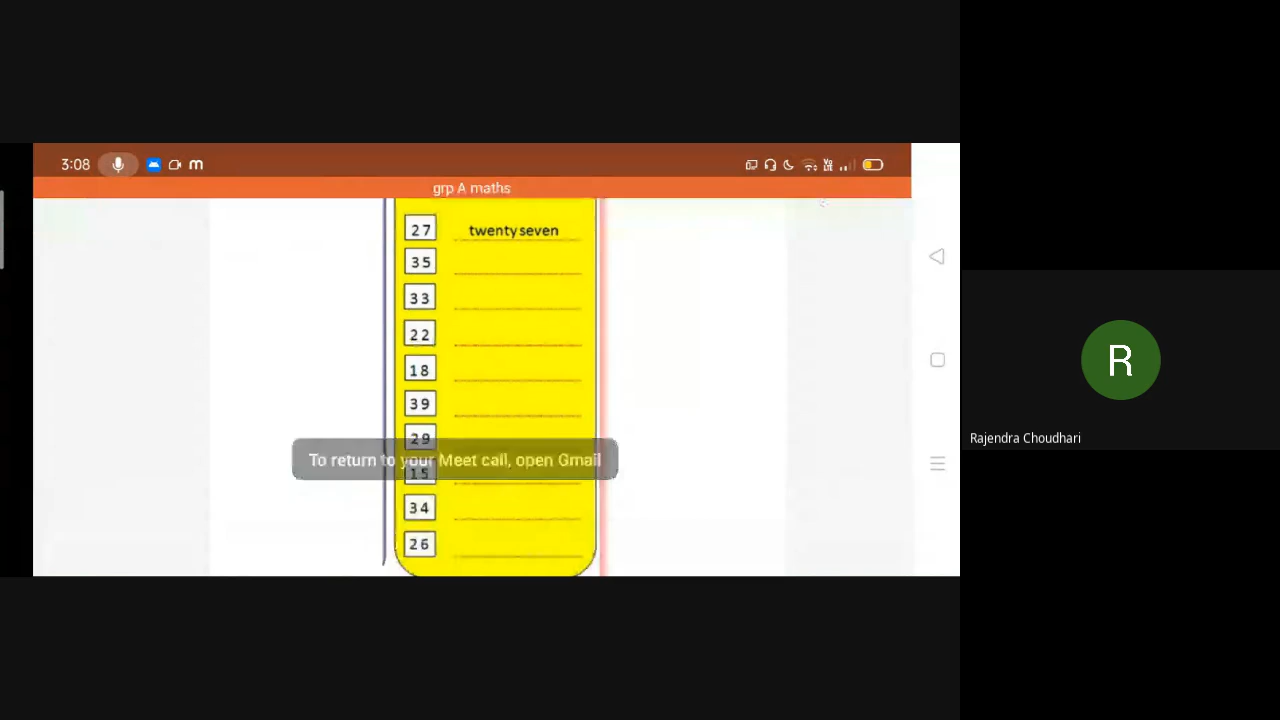 3:08 m
grp A maths
27 twenty seven
35
33
22
18
39
29
To return to your Meet call, open Gmail
15
34
26
R
Rajendra Choudhari